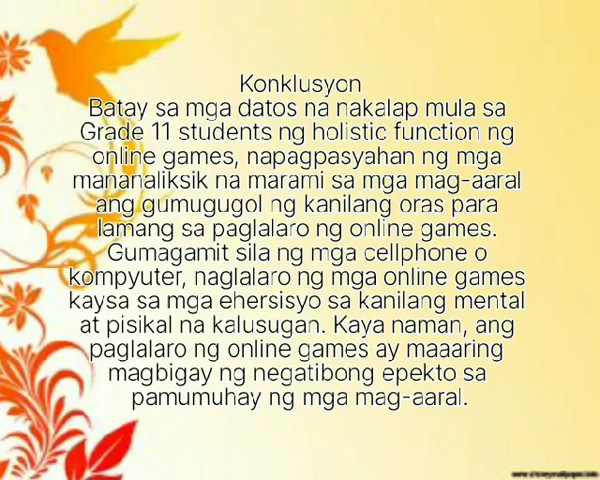 Konklusyon
Batay sa mga datos na nakalap mula sa
Grade 11 students ng holistic function ng
online games, napagpasyahan ng mga
mananaliksik na marami sa mga mag-aaral
ang gumugugol ng kanilang oras para
lamang sa paglalaro ng online games.
Gumagamit sila ng mga cellphone o
kompyuter, naglalaro ng mga online games
kaysa sa mga ehersisyo sa kanilang mental
at pisikal na kalusugan. Kaya naman, ang
paglalaro ng online games ay maaaring
magbigay ng negatibong epekto sa
pamumuhay ng mga mag-aaral.